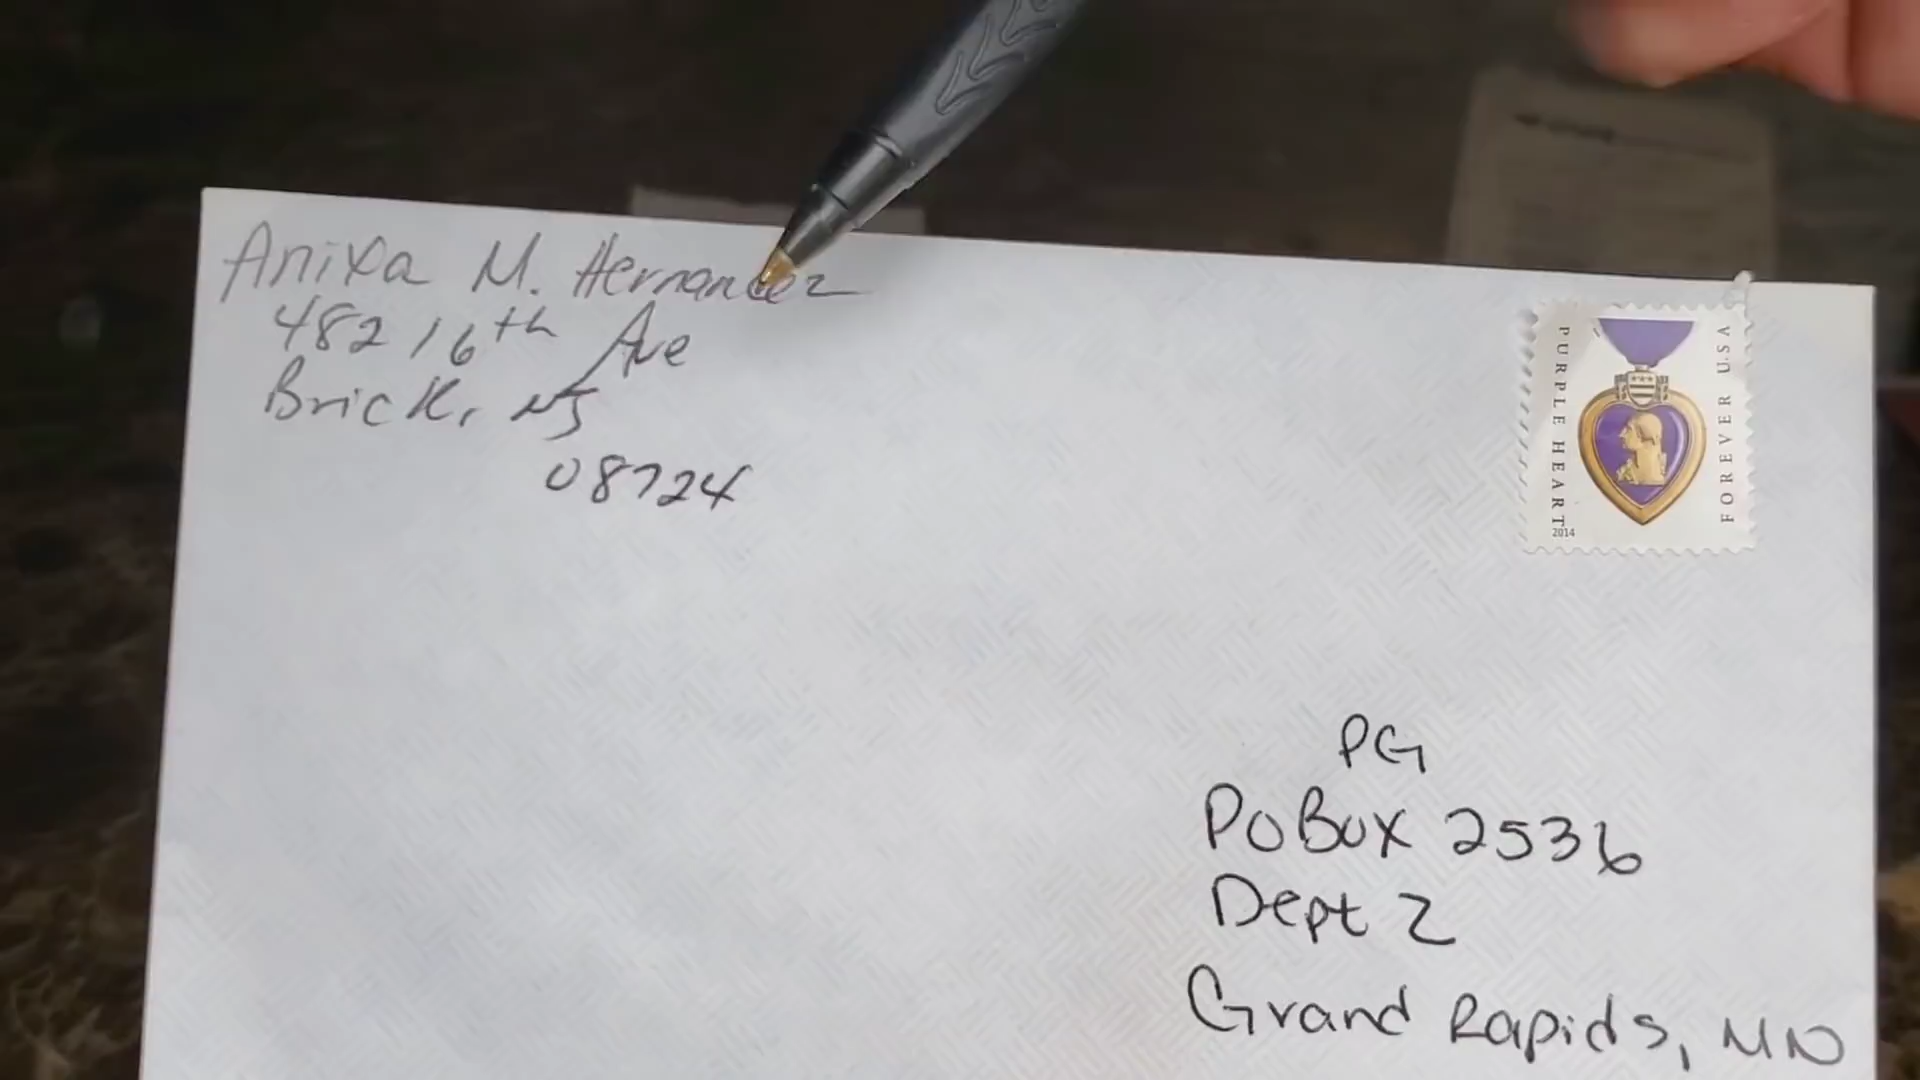 Anixa M. Hernandez
482 16th Ave
Brick, NJ
08724
PURPLE HEART
2014
FOREVER USA
PG
PO Box 2536
Dept 2
Grand Rapids, MN